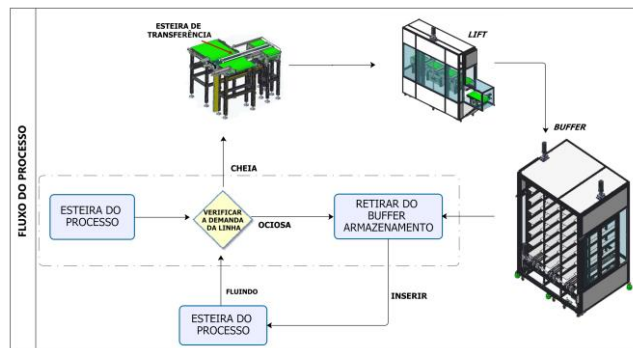 FLUXO DO PROCESSO
ESTEIRA DE
TRANSFERÊNCIA
LIFT
BUFFER
CHEIA
ESTEIRA DO
PROCESSO
VERIFICAR
A DEMANDA
DA LINHA
OCIOSA
RETIRAR DO
BUFFER
ARMAZENAMENTO
FLUINDO
INSERIR
ESTEIRA DO
PROCESSO